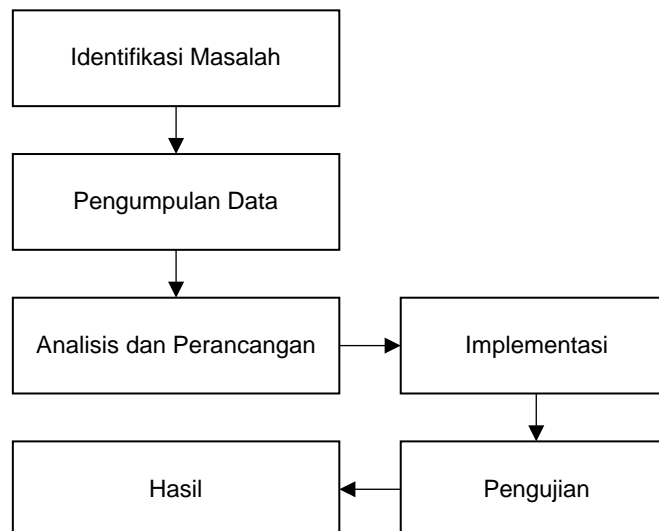 Identifikasi Masalah
Pengumpulan Data
Analisis dan Perancangan
Implementasi
Pengujian
Hasil